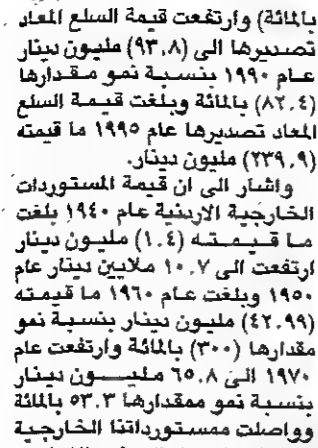 بالمائة) وارتفعت قيمة السلع المعاد
تصديرها الى (٩٣,٨) مليون دينار
عام ١٩٩٠ بنسبة نمو مقدارها
(٨٢,٤) بالمائة وبلغت قيمة السلع
المعاد تصديرها عام ١٩٩٥ ما قيمته
(٢٣٩,٩) مليون دينار.
واشار الى ان قيمة المستوردات
الخارجية الاردنية عام ١٩٤٠ بلغت
ما قيمته (١.٤) مليون دينار
ارتفعت الى ١٠.٧ ملايين دينار عام
١٩٥٠ وبلغت عام ١٩٦٠ ما قيمته
(٤٢.٩٩) مليون دينار بنسبة نمو
مقدارها (٣٠٠) بالمائة وارتفعت عام
١٩٧٠ الى ٦٥.٨ مليون دينار
بنسبة نمو ممقدارها ٥٣.٣ بالمائة
وواصلت ممستورداتنا الخارجية